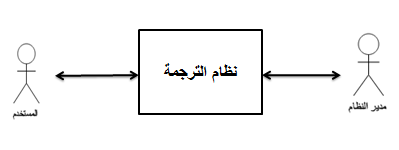 نظام الترجمة
مدير النظام
المستخدم